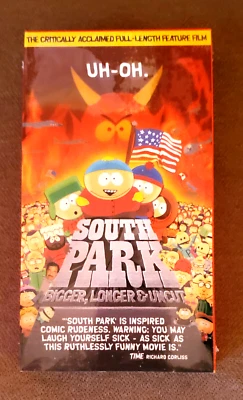 THE CRITICALLY ACCLAIMED FULL-LENGTH FEATURE FILM
UH-OH.
SOUTH
PARK
BIGGER, LONGER & UNCUT
"SOUTH PARK" IS INSPIRED
COMIC RUDENESS. WARNING: YOU MAY
LAUGH YOURSELF SICK - AS SICK AS
THIS RUTHLESSLY FUNNY MOVIE IS."
TIME RICHARD CORLISS